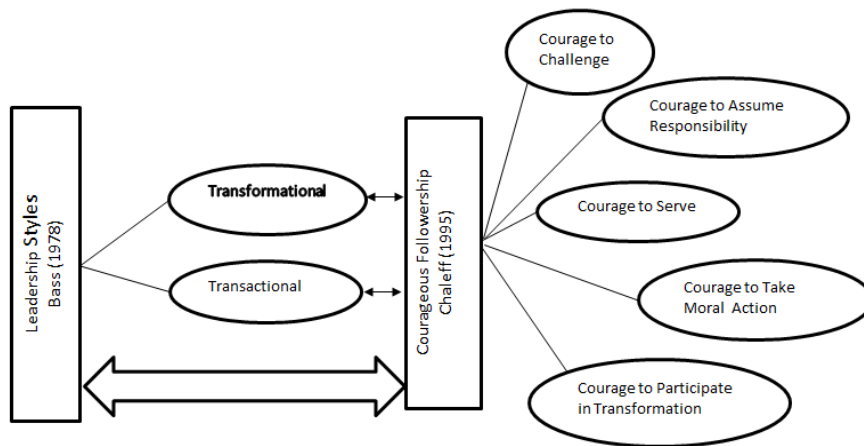 Leadership Styles
Bass (1978)
Transformational
Transactional
Courageous Followership
Chaleff (1995)
Courage to
Challenge
Courage to Assume
Responsibility
Courage to Serve
Courage to Take
Moral Action
Courage to Participate
in Transformation